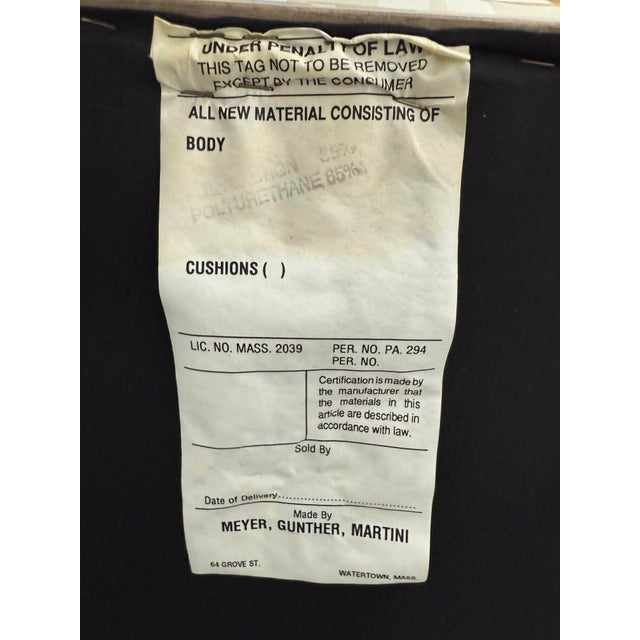 UNDER PENALTY OF LAW
THIS TAG NOT TO BE REMOVED
EXCEPT BY THE CONSUMER
ALL NEW MATERIAL CONSISTING OF
BODY
POLYURETHANE 65%
CUSHIONS ( )
LIC. NO. MASS. 2039 PER. NO. PA. 294
PER. NO.
Certification is made by
the manufacturer that
the materials in this
article are described in
accordance with law.
Sold By
Date of Delivery
Made By
MEYER, GUNTHER, MARTINI
64 GROVE ST.
WATERTOWN, MASS.